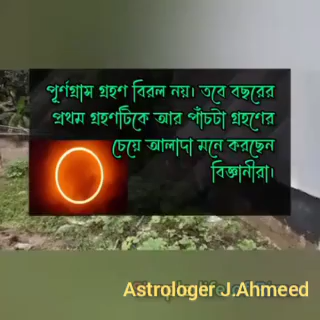 পূর্ণগ্রাস গ্রহণ বিরল নয়। তবে বছরের
প্রথম গ্রহণটিকে আর পাঁচটা গ্রহণের
চেয়ে আলাদা মনে করছেন
বিজ্ঞানীরা।
Astrologer J.Ahmeed